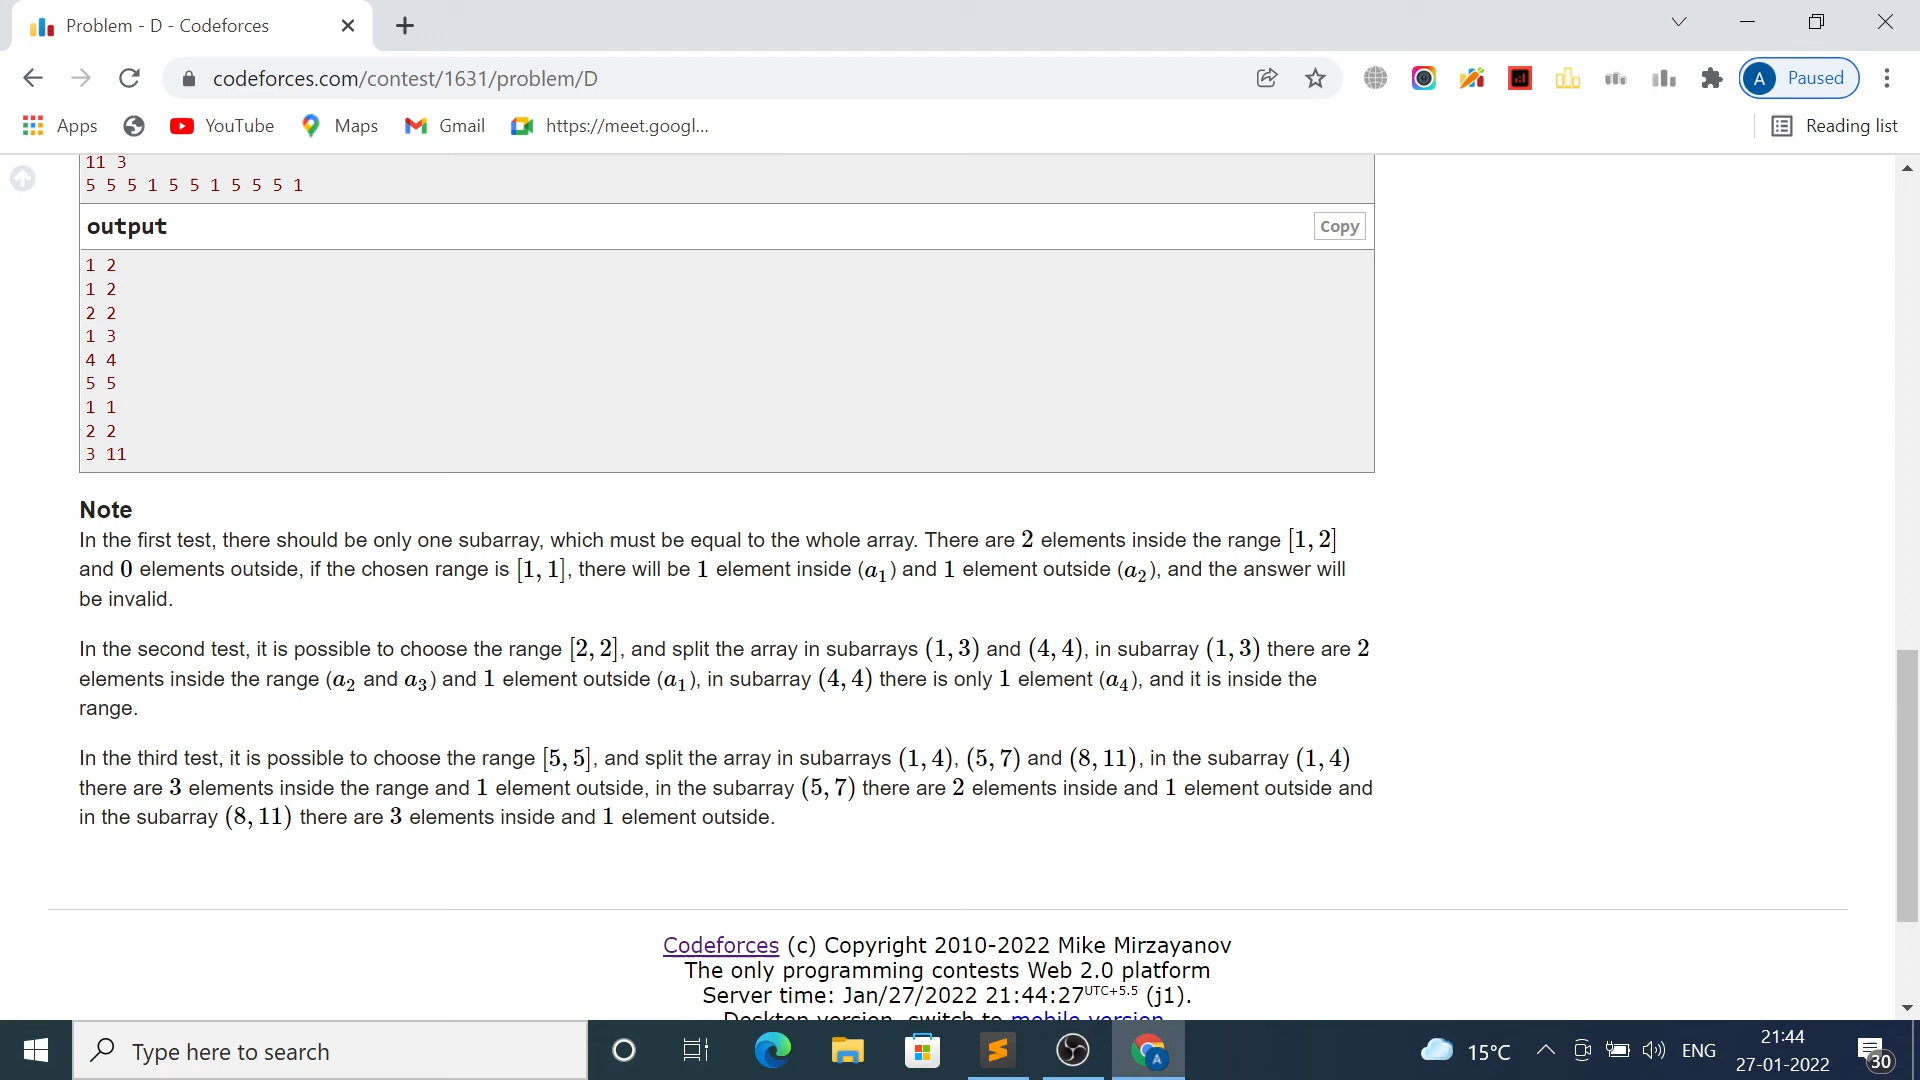 Problem - D - Codeforces
codeforces.com/contest/1631/problem/D
A Paused
Apps YouTube Maps Gmail https://meet.googl... Reading list
11 3
5 5 5 1 5 5 1 5 5 5 1
output Copy
1 2
1 2
2 2
1 3
4 4
5 5
1 1
2 2
3 11
Note
In the first test, there should be only one subarray, which must be equal to the whole array. There are 2 elements inside the range [1, 2]
and 0 elements outside, if the chosen range is [1, 1], there will be 1 element inside (a₁) and 1 element outside (a₂), and the answer will
be invalid.
In the second test, it is possible to choose the range [2, 2], and split the array in subarrays (1, 3) and (4, 4), in subarray (1, 3) there are 2
elements inside the range (a₂ and a₃) and 1 element outside (a₁), in subarray (4, 4) there is only 1 element (a₄), and it is inside the
range.
In the third test, it is possible to choose the range [5, 5], and split the array in subarrays (1, 4), (5, 7) and (8, 11), in the subarray (1, 4)
there are 3 elements inside the range and 1 element outside, in the subarray (5, 7) there are 2 elements inside and 1 element outside and
in the subarray (8, 11) there are 3 elements inside and 1 element outside.
Codeforces (c) Copyright 2010-2022 Mike Mirzayanov
The only programming contests Web 2.0 platform
Server time: Jan/27/2022 21:44:27UTC+5.5 (j1).
Desktop version, switch to mobile version
Type here to search
A
15°C
ENG
21:44
27-01-2022
30